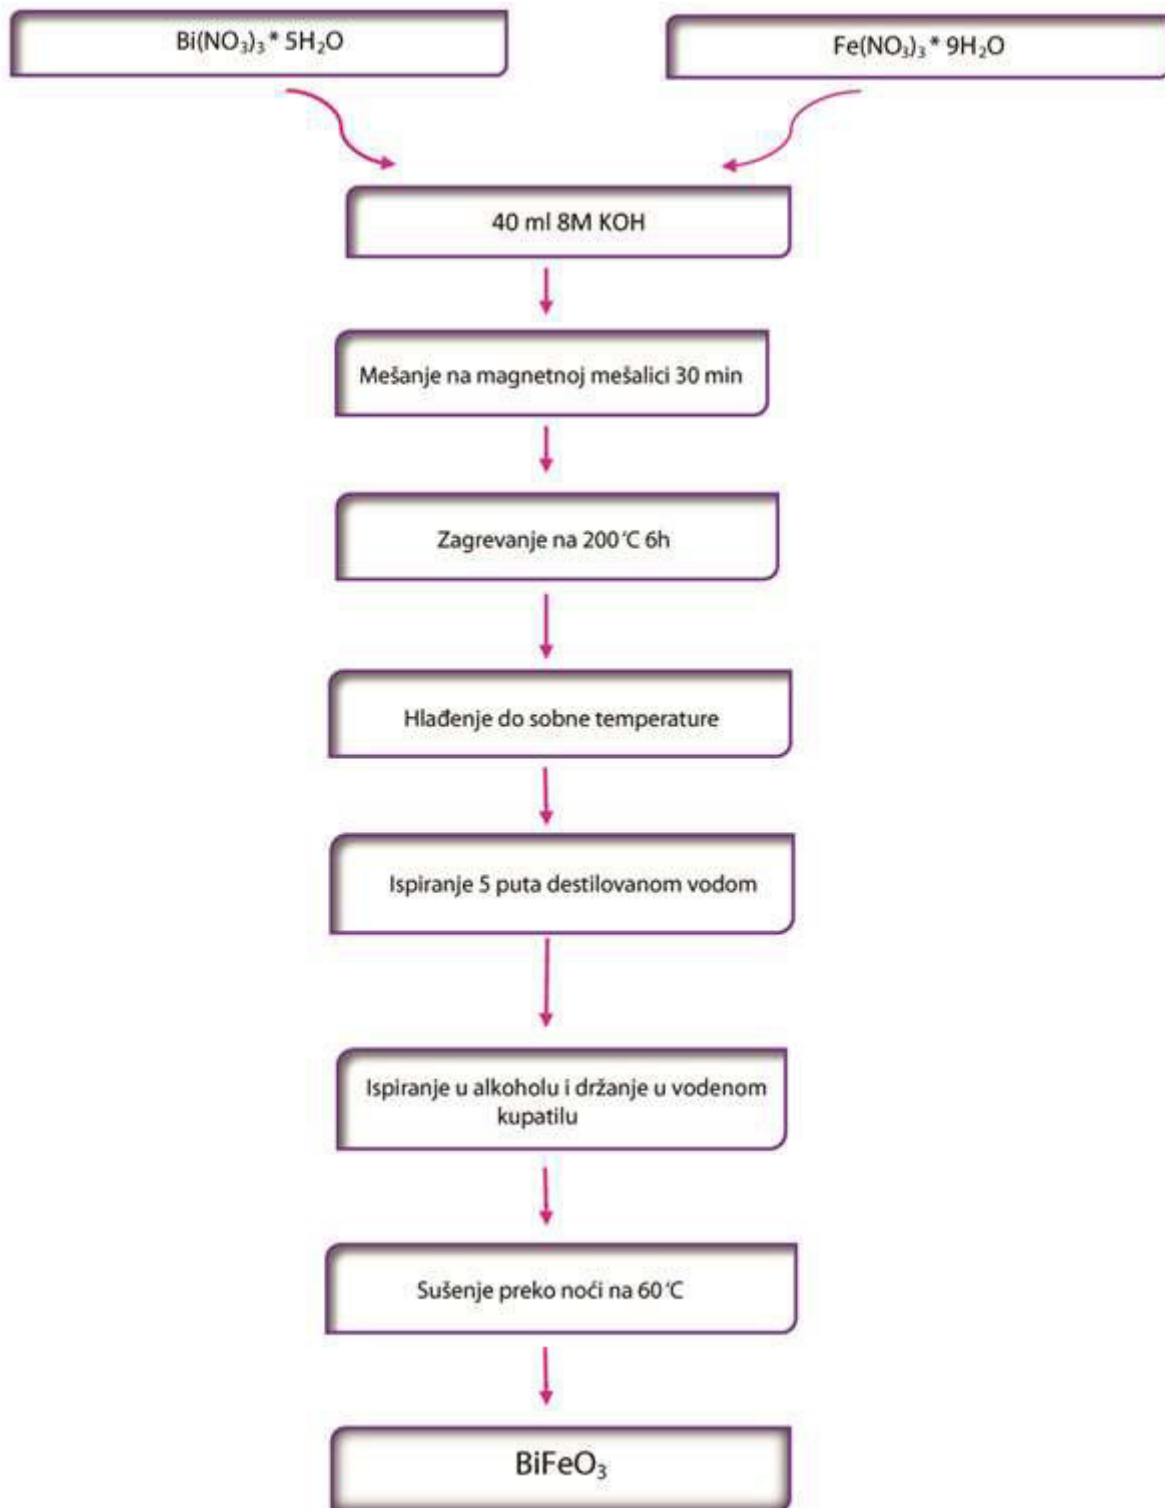 Bi(NO₃)₃ * 5H₂O
Fe(NO₃)₃ * 9H₂O
40 ml 8M KOH
Mešanje na magnetnoj mešalici 30 min
Zagrevanje na 200 °C 6h
Hlađenje do sobne temperature
Ispiranje 5 puta destilovanom vodom
Ispiranje u alkoholu i držanje u vodenom
kupatilu
Sušenje preko noći na 60 °C
BiFeO₃